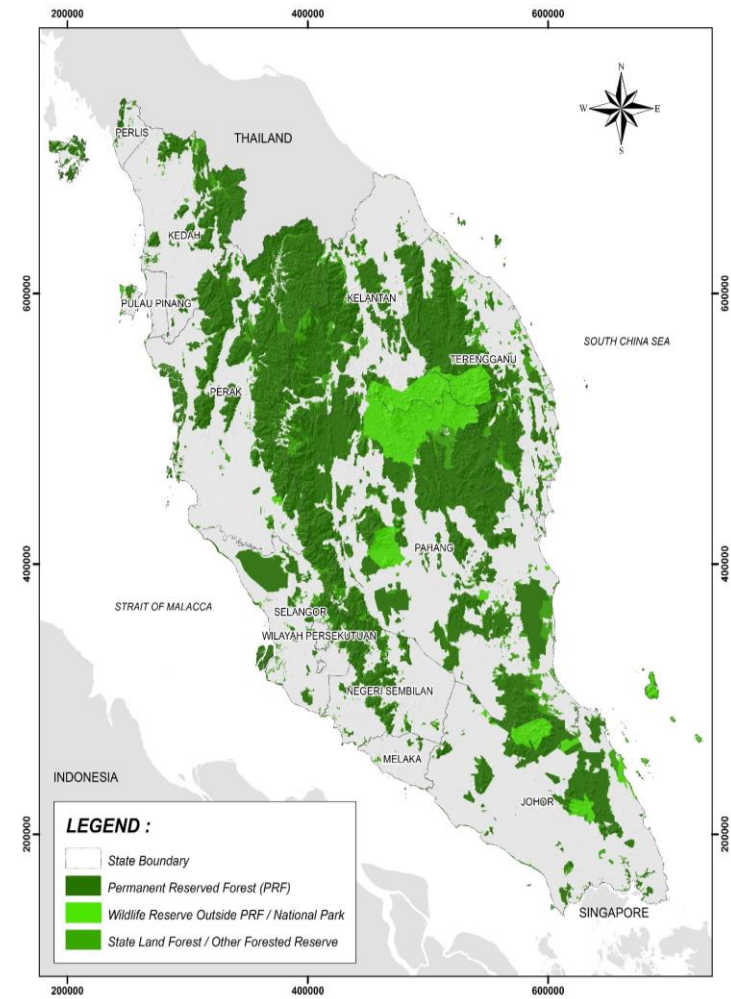 200000 400000 600000
N
W E
S
PERLIS
THAILAND
KEDAH
600000 600000
PULAU PINANG
KELANTAN
SOUTH CHINA SEA
TERENGGANU
PERAK
PAHANG
400000 400000
STRAIT OF MALACCA
SELANGOR
WILAYAH PERSEKUTUAN
NEGERI SEMBILAN
MELAKA
INDONESIA
JOHOR
200000 200000
LEGEND :
State Boundary
Permanent Reserved Forest (PRF)
Wildlife Reserve Outside PRF / National Park
State Land Forest / Other Forested Reserve
SINGAPORE
200000 400000 600000